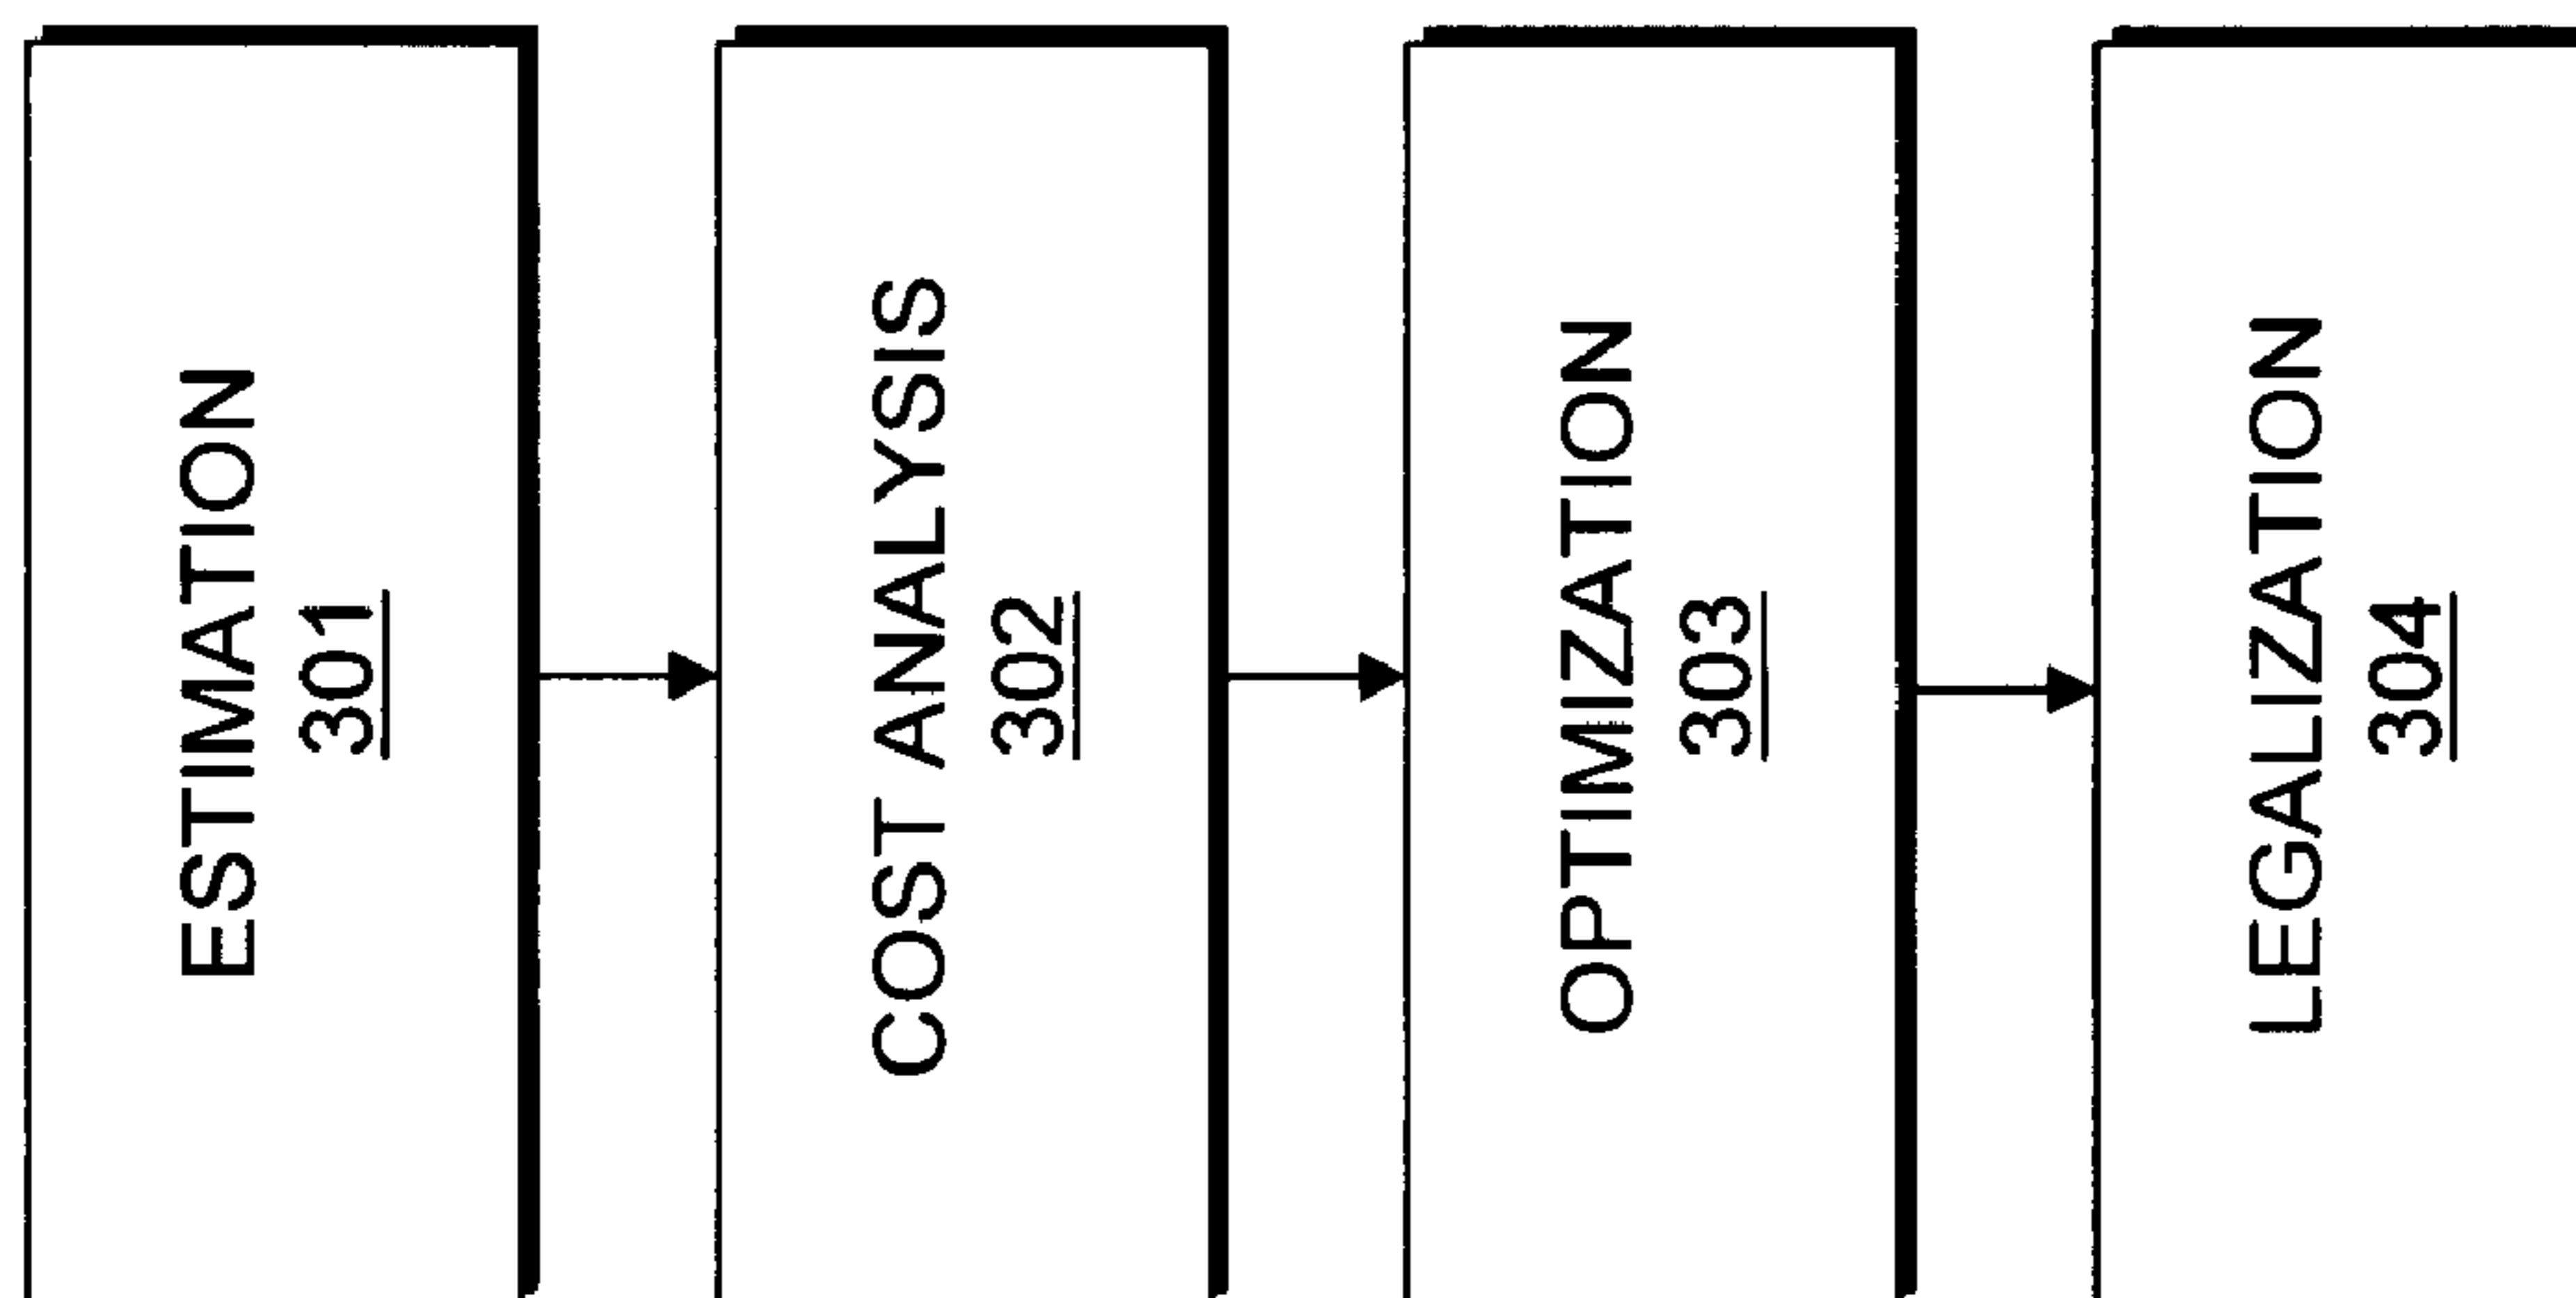 ESTIMATION
301
COST ANALYSIS
302
OPTIMIZATION
303
LEGALIZATION
304